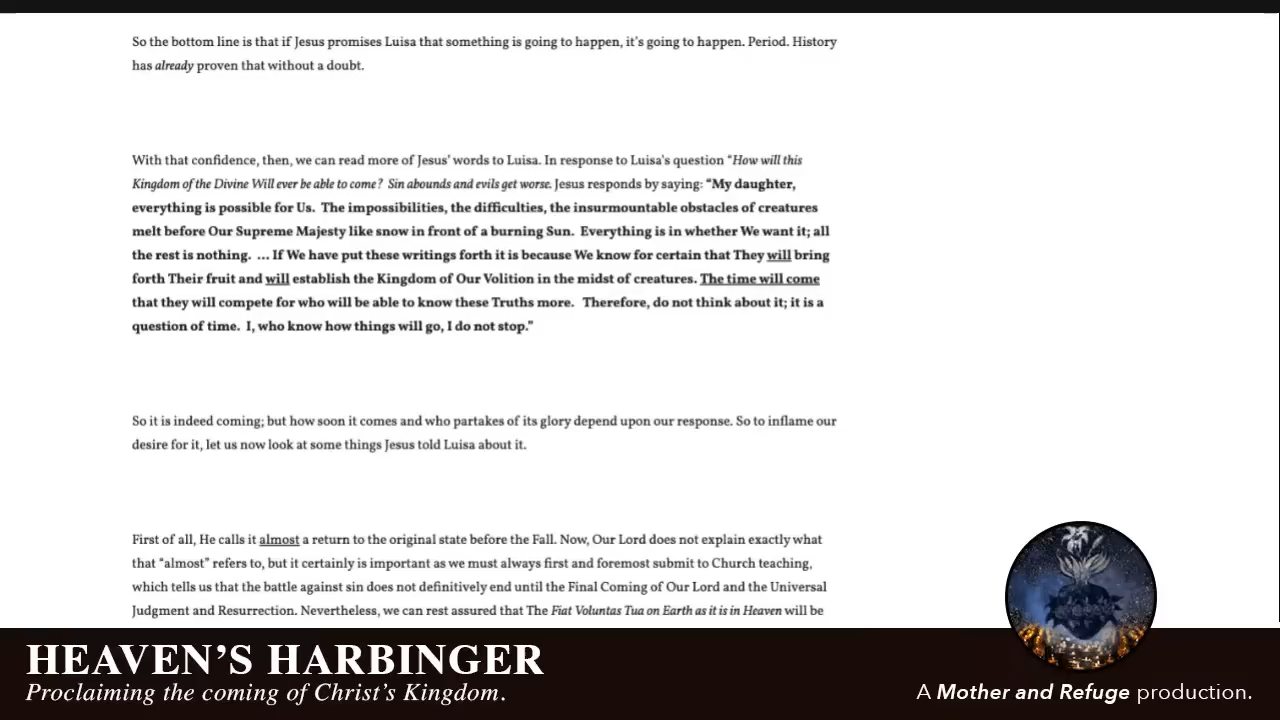 So the bottom line is that if Jesus promises Luisa that something is going to happen, it's going to happen. Period. History
has already proven that without a doubt.
With that confidence, then, we can read more of Jesus' words to Luisa. In response to Luisa's question “How will this
Kingdom of the Divine Will ever be able to come? Sin abounds and evils get worse. Jesus responds by saying: “My daughter,
everything is possible for Us. The impossibilities, the difficulties, the insurmountable obstacles of creatures
melt before Our Supreme Majesty like snow in front of a burning Sun. Everything is in whether We want it; all
the rest is nothing. … If We have put these writings forth it is because We know for certain that They will bring
forth Their fruit and will establish the Kingdom of Our Volition in the midst of creatures. The time will come
that they will compete for who will be able to know these Truths more. Therefore, do not think about it; it is a
question of time. I, who know how things will go, I do not stop.”
So it is indeed coming; but how soon it comes and who partakes of its glory depend upon our response. So to inflame our
desire for it, let us now look at some things Jesus told Luisa about it.
First of all, He calls it almost a return to the original state before the Fall. Now, Our Lord does not explain exactly what
that “almost” refers to, but it certainly is important as we must always first and foremost submit to Church teaching,
which tells us that the battle against sin does not definitively end until the Final Coming of Our Lord and the Universal
Judgment and Resurrection. Nevertheless, we can rest assured that The Fiat Voluntas Tua on Earth as it is in Heaven will be
HEAVEN'S HARBINGER
Proclaiming the coming of Christ's Kingdom.
A Mother and Refuge production.